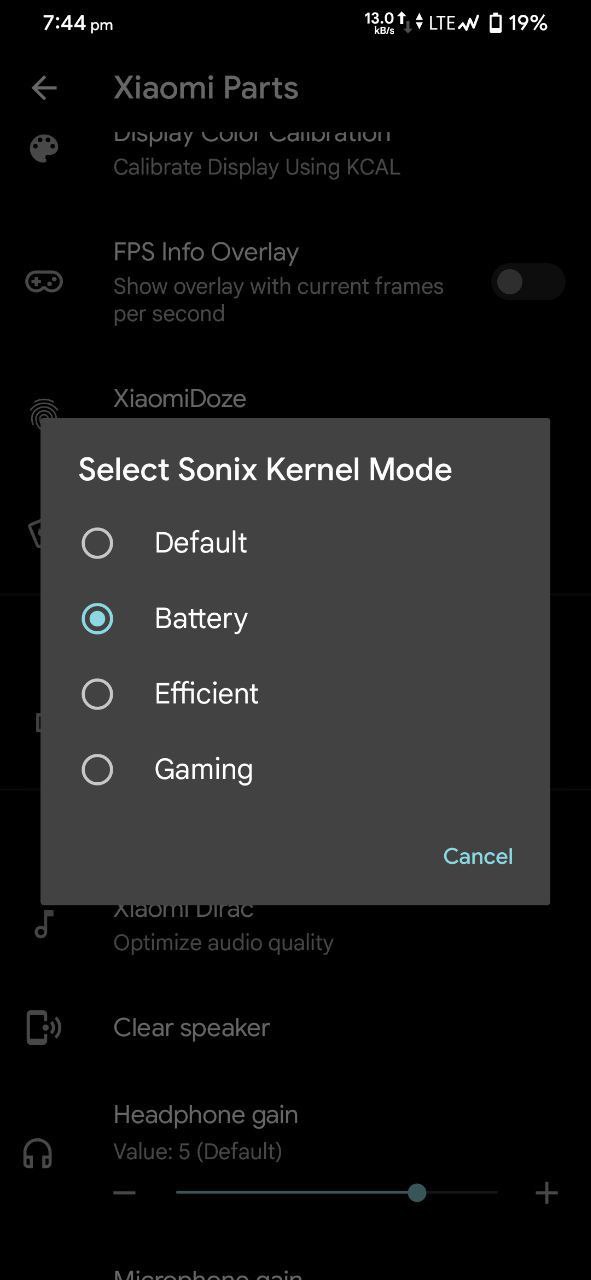 7:44 pm
13.0
kB/s
LTE
19%
Xiaomi Parts
Display Color Calibration
Calibrate Display Using KCAL
FPS Info Overlay
Show overlay with current frames
per second
XiaomiDoze
Select Sonix Kernel Mode
Default
Battery
Efficient
Gaming
Cancel
Xiaomi Dirac
Optimize audio quality
Clear speaker
Headphone gain
Value: 5 (Default)
Microphone gain